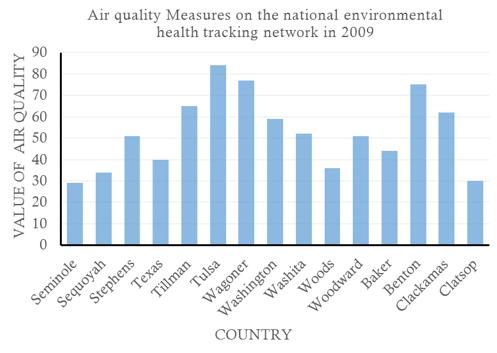 Air quality Measures on the national environmental
health tracking network in 2009
VALUE OF AIR QUALITY
90
80
70
60
50
40
30
20
10
0
Seminole
Sequoyah
Stephens
Texas
Tillman
Tulsa
Wagoner
Washington
Washita
Woods
Woodward
Baker
Benton
Clackamas
Clatsop
COUNTRY